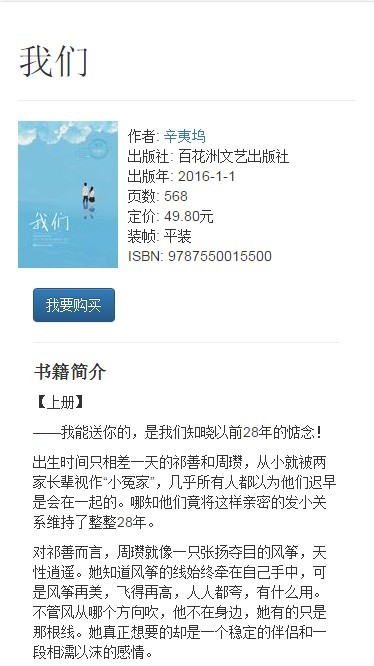 我们
作者: 辛夷坞
出版社: 百花洲文艺出版社
出版年: 2016-1-1
页数: 568
定价: 49.80元
装帧: 平装
ISBN: 9787550015500
我们
我要购买
书籍简介
【上册】
——我能送你的，是我们知晓以前28年的惦念！
出生时间只相差一天的祁善和周瓒，从小就被两
家长辈视作“小冤家”，几乎所有人都以为他们迟早
是会在一起的。哪知他们竟将这样亲密的发小关
系维持了整整28年。
对祁善而言，周瓒就像一只张扬夺目的风筝，天
性逍遥。她知道风筝的线始终牵在自己手中，可
是风筝再美，飞得再高，人人都夸，有什么用。
不管风从哪个方向吹，他不在身边，她有的只是
那根线。她真正想要的却是一个稳定的伴侣和一
段相濡以沫的感情。